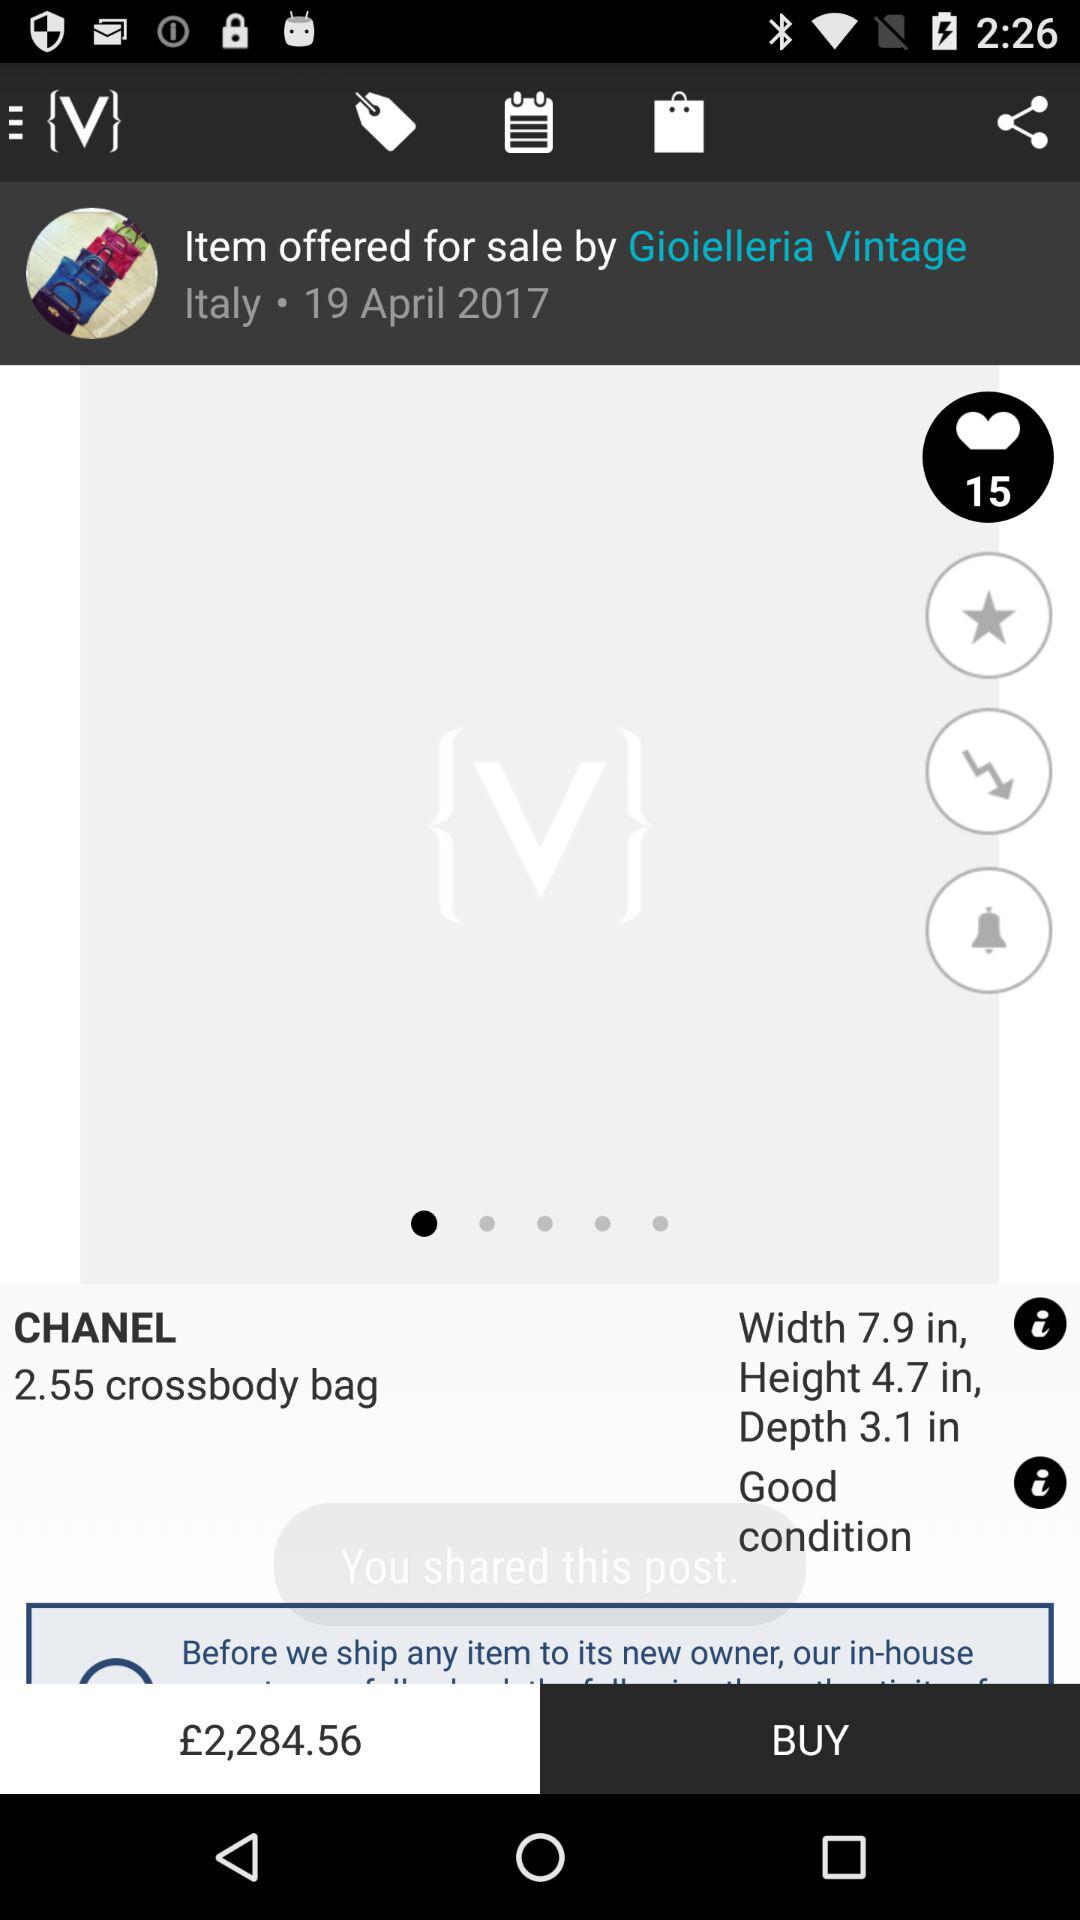 2:26
{V}
Item offered for sale by Gioielleria Vintage
Italy • 19 April 2017
15
{V}
CHANEL
2.55 crossbody bag
Width 7.9 in,
Height 4.7 in,
Depth 3.1 in
Good
condition
You shared this post.
Before we ship any item to its new owner, our in-house
£2,284.56
BUY